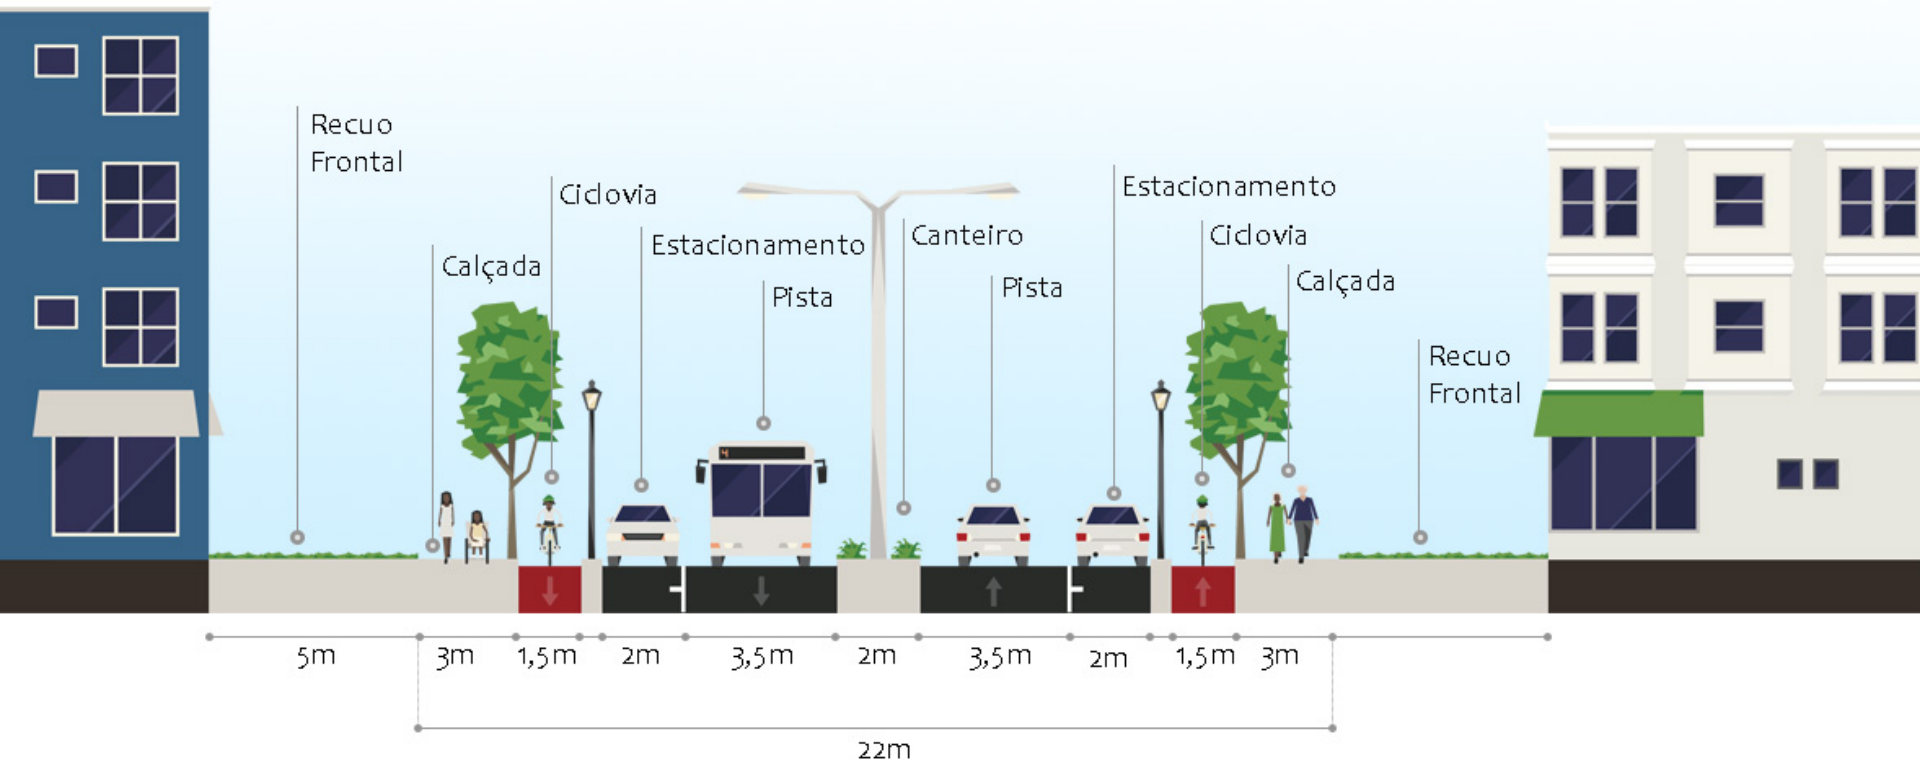 Recuo
Frontal
Ciclovia
Calçada
Estacionamento
Pista
Canteiro
Pista
Estacionamento
Ciclovia
Calçada
Recuo
Frontal
4
5m
3m
1,5m
2m
3,5m
2m
3,5m
2m
1,5m
3m
22m